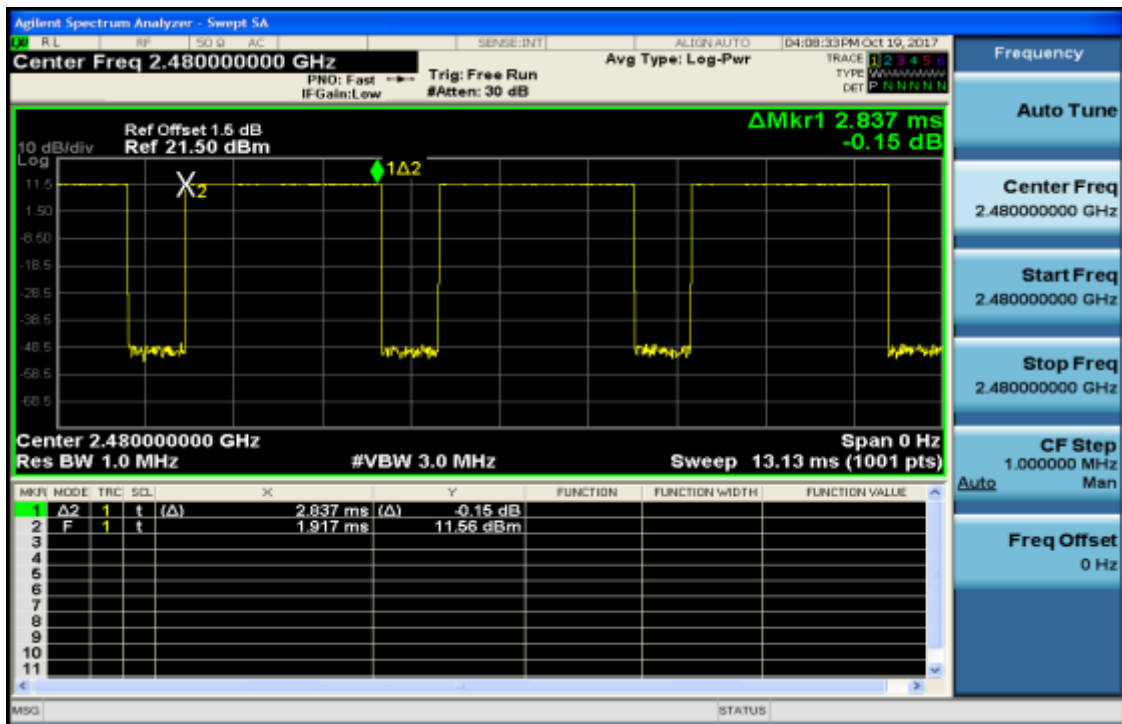 Agilent Spectrum Analyzer - Swept SA
RL RF 50 Ω AC SENSE:INT ALIGN AUTO 04:08:33 PM Oct 19, 2017
Center Freq 2.480000000 GHz
PNO: Fast
IFGain:Low
Trig: Free Run
#Atten: 30 dB
Avg Type: Log-Pwr
TRACE 1 2 3 4 5 6
TYPE
DET P N N N N N
Ref Offset 1.5 dB
Ref 21.50 dBm
ΔMkr1 2.837 ms
-0.15 dB
10 dB/div
Log
11.5
1.50
-8.50
-18.5
-28.5
-38.5
-48.5
-58.5
-68.5
X2
1Δ2
Center 2.480000000 GHz
Span 0 Hz
Res BW 1.0 MHz
#VBW 3.0 MHz
Sweep 13.13 ms (1001 pts)
MKR MODE TRC SCL X Y FUNCTION FUNCTION WIDTH FUNCTION VALUE
1 Δ2 1 t (Δ) 2.837 ms (Δ) -0.15 dB
2 F 1 t 1.917 ms 11.56 dBm
3
4
5
6
7
8
9
10
11
MSG STATUS
Frequency
Auto Tune
Center Freq
2.480000000 GHz
Start Freq
2.480000000 GHz
Stop Freq
2.480000000 GHz
CF Step
1.000000 MHz
Auto Man
Freq Offset
0 Hz